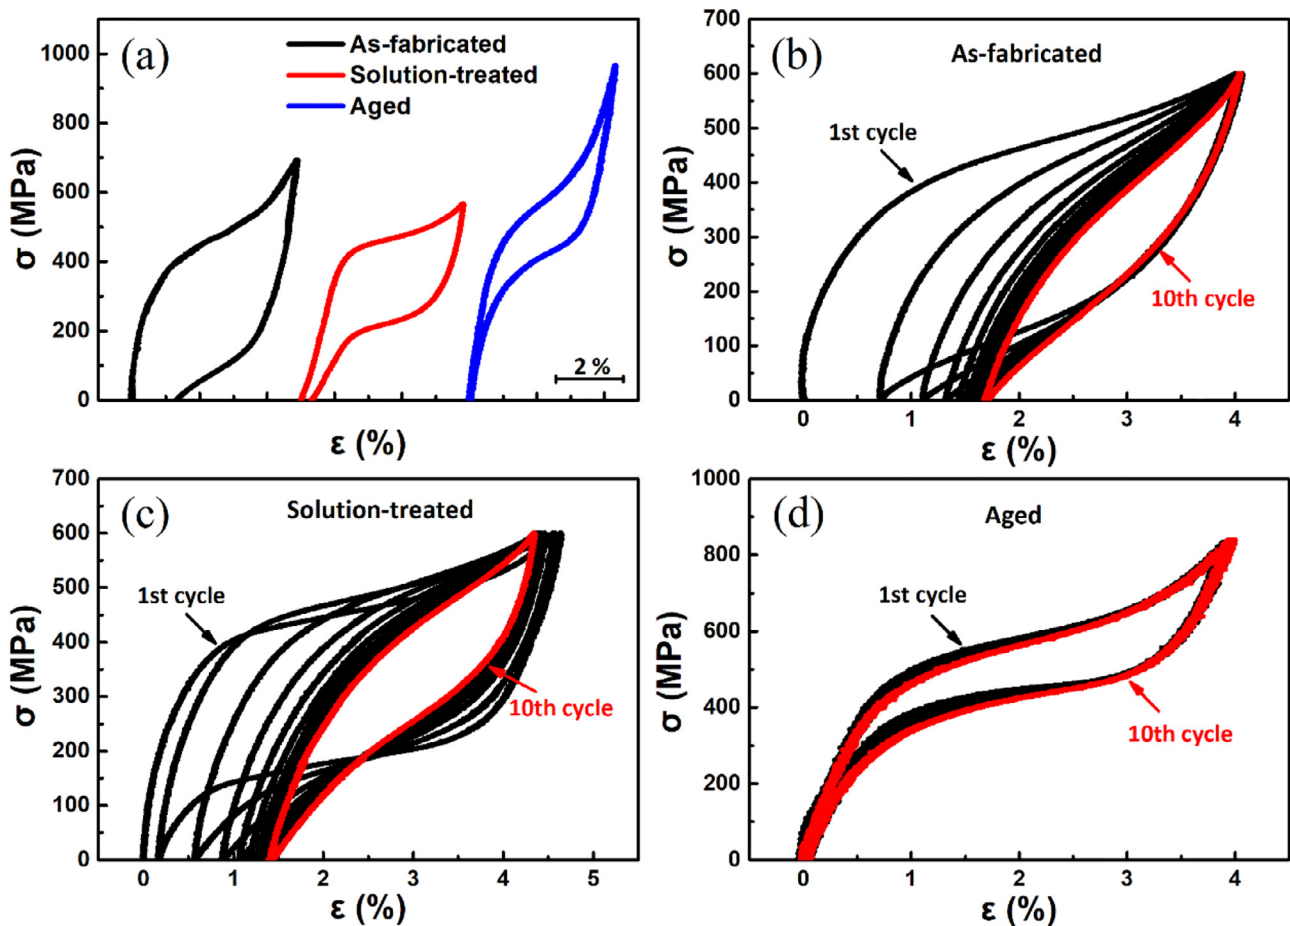 (a)
As-fabricated
Solution-treated
Aged
1000
800
600
400
200
0
σ (MPa)
2 %
ε (%)
(b)
As-fabricated
700
600
500
400
300
200
100
0
σ (MPa)
1st cycle
10th cycle
0 1 2 3 4
ε (%)
(c)
Solution-treated
700
600
500
400
300
200
100
0
σ (MPa)
1st cycle
10th cycle
0 1 2 3 4 5
ε (%)
(d)
Aged
1000
800
600
400
200
0
σ (MPa)
1st cycle
10th cycle
0 1 2 3 4
ε (%)